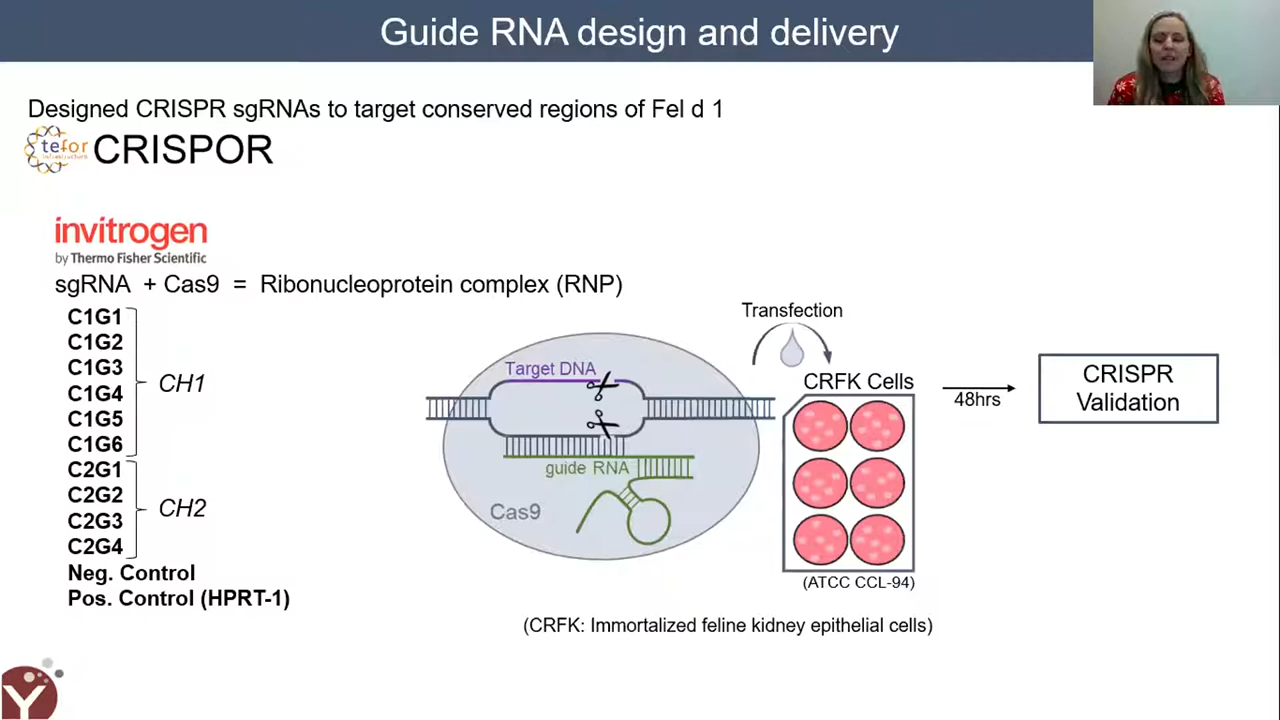 Guide RNA design and delivery
Designed CRISPR sgRNAs to target conserved regions of Fel d 1
tefor
infrastructure
CRISPOR
invitrogen
by Thermo Fisher Scientific
sgRNA + Cas9 = Ribonucleoprotein complex (RNP)
C1G1
C1G2
C1G3
C1G4
C1G5
C1G6
CH1
C2G1
C2G2
C2G3
C2G4
CH2
Neg. Control
Pos. Control (HPRT-1)
Target DNA
guide RNA
Cas9
Transfection
CRFK Cells
(ATCC CCL-94)
48hrs
CRISPR
Validation
(CRFK: Immortalized feline kidney epithelial cells)
Y